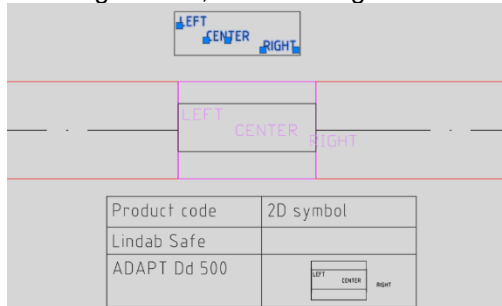 LEFT
CENTER
RIGHT
LEFT
CENTER
RIGHT
Product code 2D symbol
Lindab Safe
ADAPT Dd 500
LEFT CENTER RIGHT